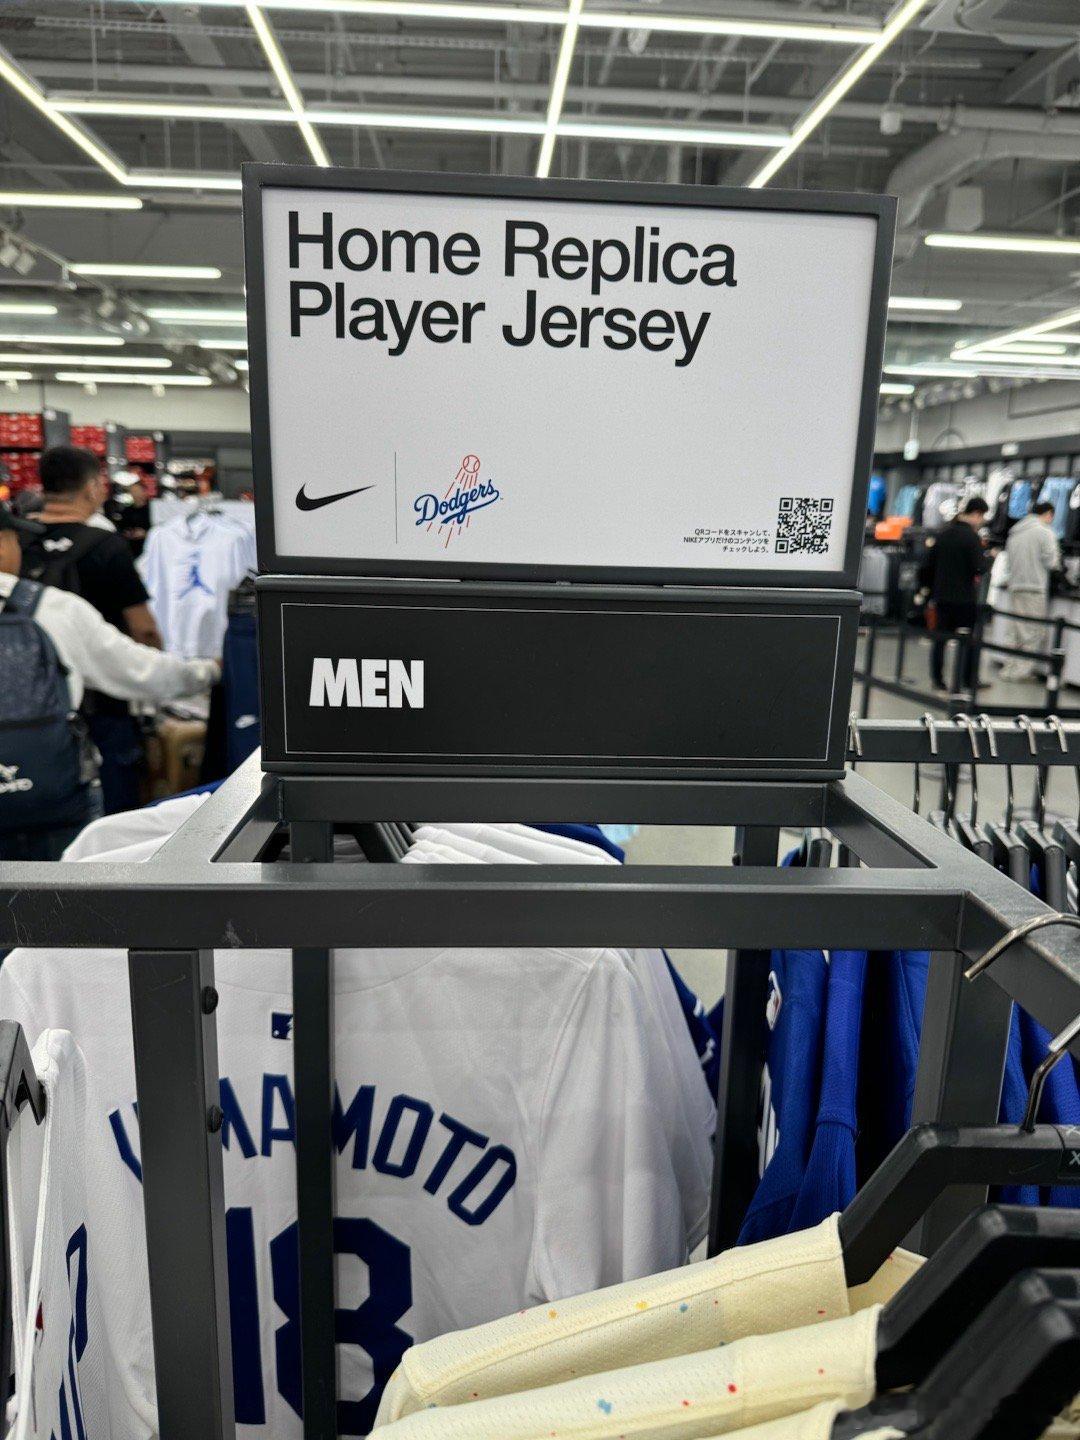 Home Replica
Player Jersey
Dodgers
QRコードをスキャンして、
NIKEアプリだけのコンテンツを
チェックしよう。
MEN
MAMOTO
18